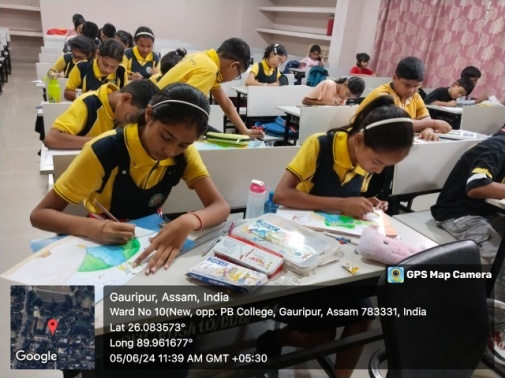 GPS Map Camera
Gauripur, Assam, India
Ward No 10(New, opp. PB College, Gauripur, Assam 783331, India
Lat 26.083573°
Long 89.961677°
05/06/24 11:39 AM GMT +05:30
Google